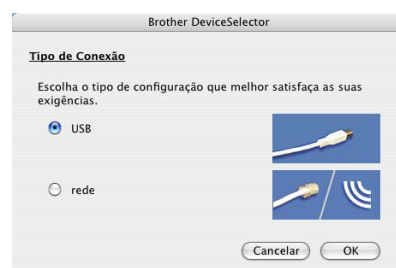 Brother DeviceSelector
Tipo de Conexão
Escolha o tipo de configuração que melhor satisfaça as suas
exigências.
USB
rede
Cancelar
OK